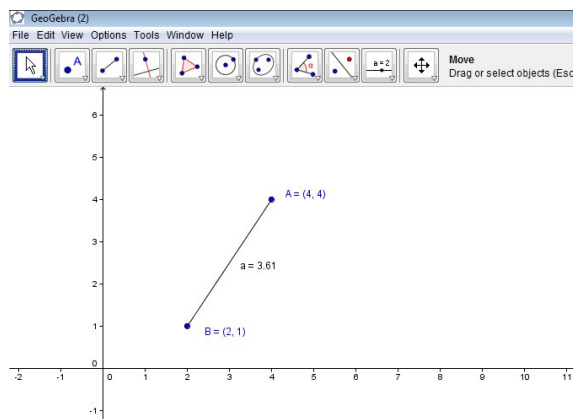 GeoGebra (2)
File Edit View Options Tools Window Help
A
α
a = 2
Move
Drag or select objects (Esc
6
5
A = (4, 4)
4
3
a = 3.61
2
1
B = (2, 1)
0
-2 -1 0 1 2 3 4 5 6 7 8 9 10 11
-1